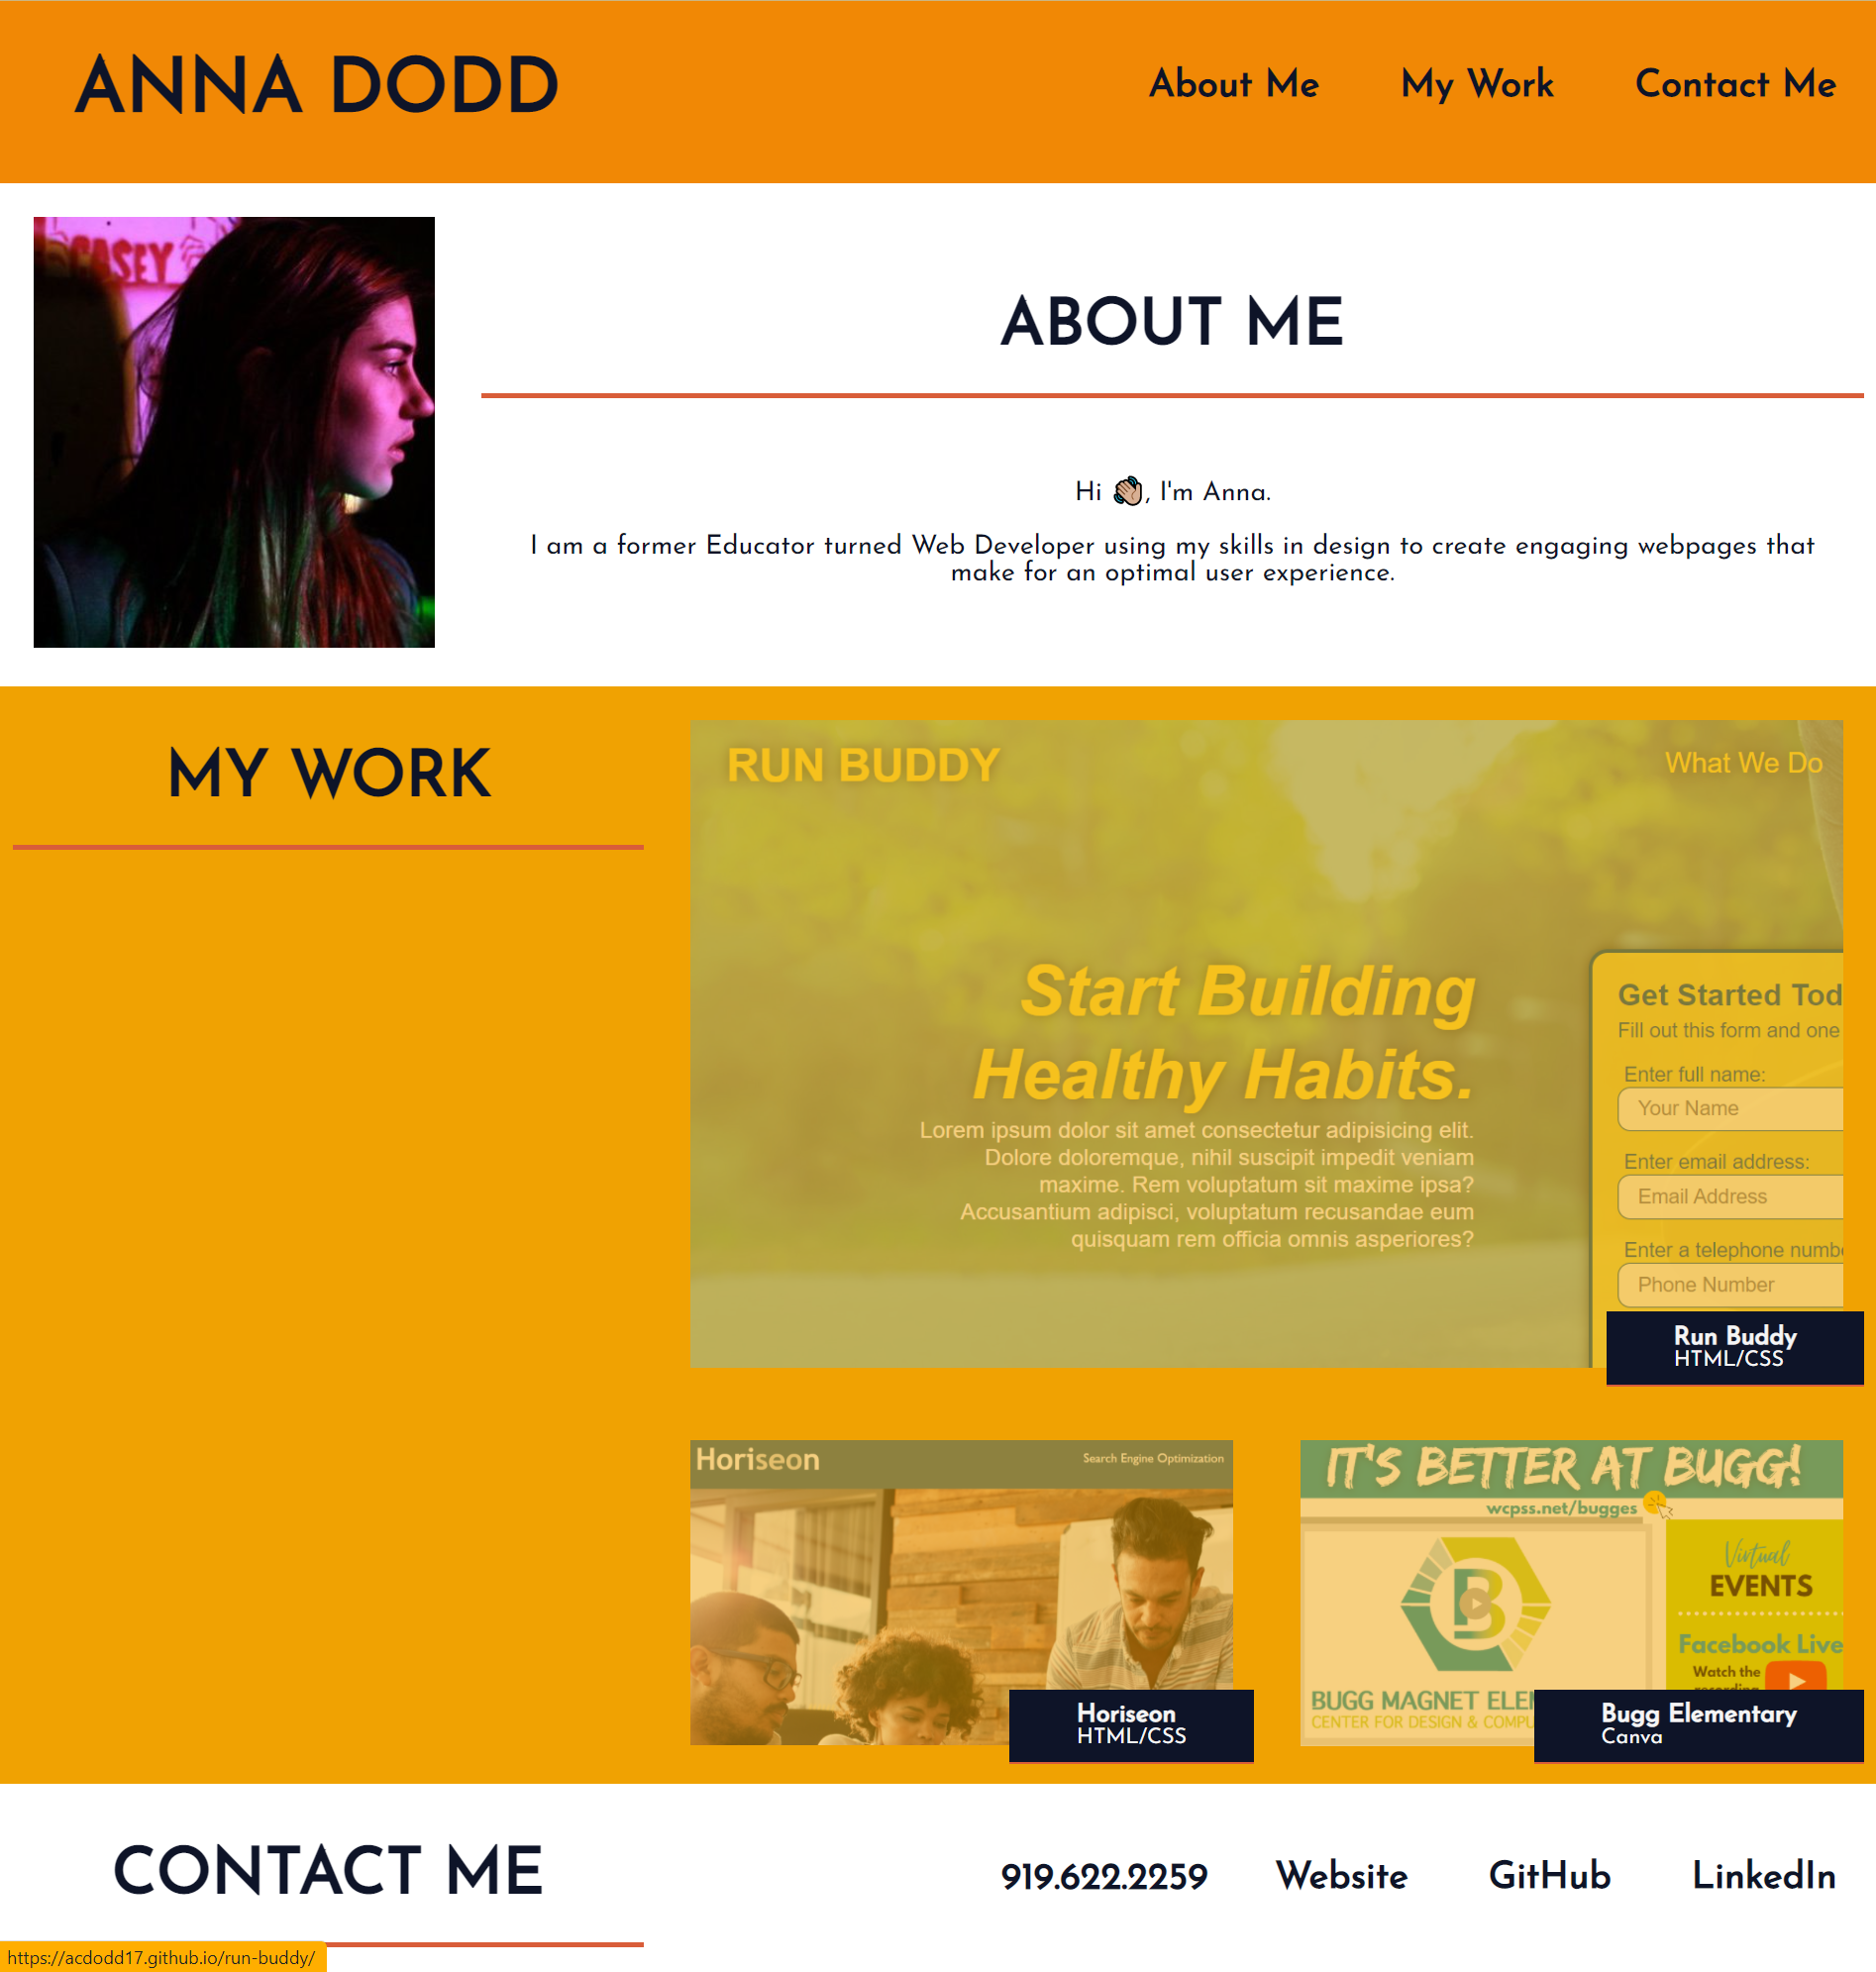 ANNA DODD
About Me
My Work
Contact Me
CASEY
ABOUT ME
Hi 👋🏽, I'm Anna.
I am a former Educator turned Web Developer using my skills in design to create engaging webpages that
make for an optimal user experience.
MY WORK
RUN BUDDY
What We Do
Start Building
Healthy Habits.
Lorem ipsum dolor sit amet consectetur adipisicing elit.
Dolore doloremque, nihil suscipit impedit veniam
maxime. Rem voluptatum sit maxime ipsa?
Accusantium adipisci, voluptatum recusandae eum
quisquam rem officia omnis asperiores?
Get Started Tod
Fill out this form and one
Enter full name:
Your Name
Enter email address:
Email Address
Enter a telephone numbe
Phone Number
Run Buddy
HTML/CSS
Horiseon
Search Engine Optimization
Horiseon
HTML/CSS
IT'S BETTER AT BUGG!
wcpss.net/bugges
B
Virtual
EVENTS
Facebook Live
Watch the
recording
BUGG MAGNET ELE
CENTER FOR DESIGN & COMPU
Bugg Elementary
Canva
CONTACT ME
919.622.2259
Website
GitHub
LinkedIn
https://acdodd17.github.io/run-buddy/